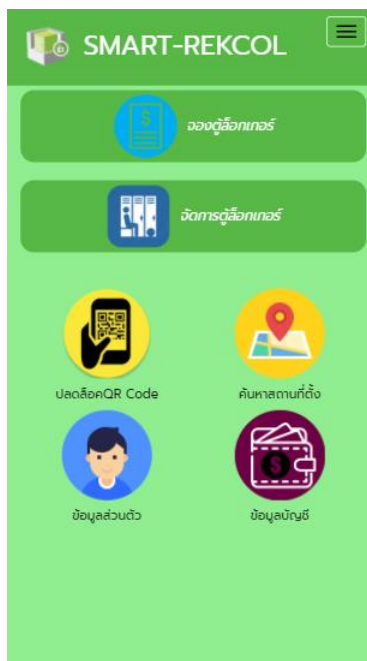 SMART-REKCOL
จองตู้ล็อกเกอร์
จัดการตู้ล็อกเกอร์
ปลดล็อคQR Code
ค้นหาสถานที่ตั้ง
ข้อมูลส่วนตัว
ข้อมูลบัญชี